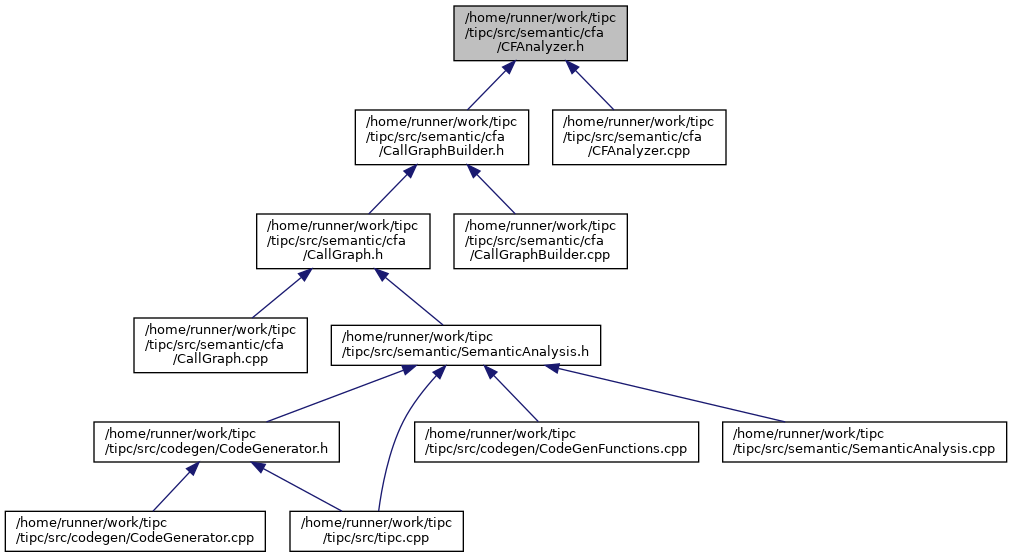 /home/runner/work/tipc
/tipc/src/semantic/cfa
/CFAnalyzer.h
/home/runner/work/tipc
/tipc/src/semantic/cfa
/CallGraphBuilder.h
/home/runner/work/tipc
/tipc/src/semantic/cfa
/CFAnalyzer.cpp
/home/runner/work/tipc
/tipc/src/semantic/cfa
/CallGraph.h
/home/runner/work/tipc
/tipc/src/semantic/cfa
/CallGraphBuilder.cpp
/home/runner/work/tipc
/tipc/src/semantic/cfa
/CallGraph.cpp
/home/runner/work/tipc
/tipc/src/semantic/SemanticAnalysis.h
/home/runner/work/tipc
/tipc/src/codegen/CodeGenerator.h
/home/runner/work/tipc
/tipc/src/codegen/CodeGenFunctions.cpp
/home/runner/work/tipc
/tipc/src/semantic/SemanticAnalysis.cpp
/home/runner/work/tipc
/tipc/src/codegen/CodeGenerator.cpp
/home/runner/work/tipc
/tipc/src/tipc.cpp